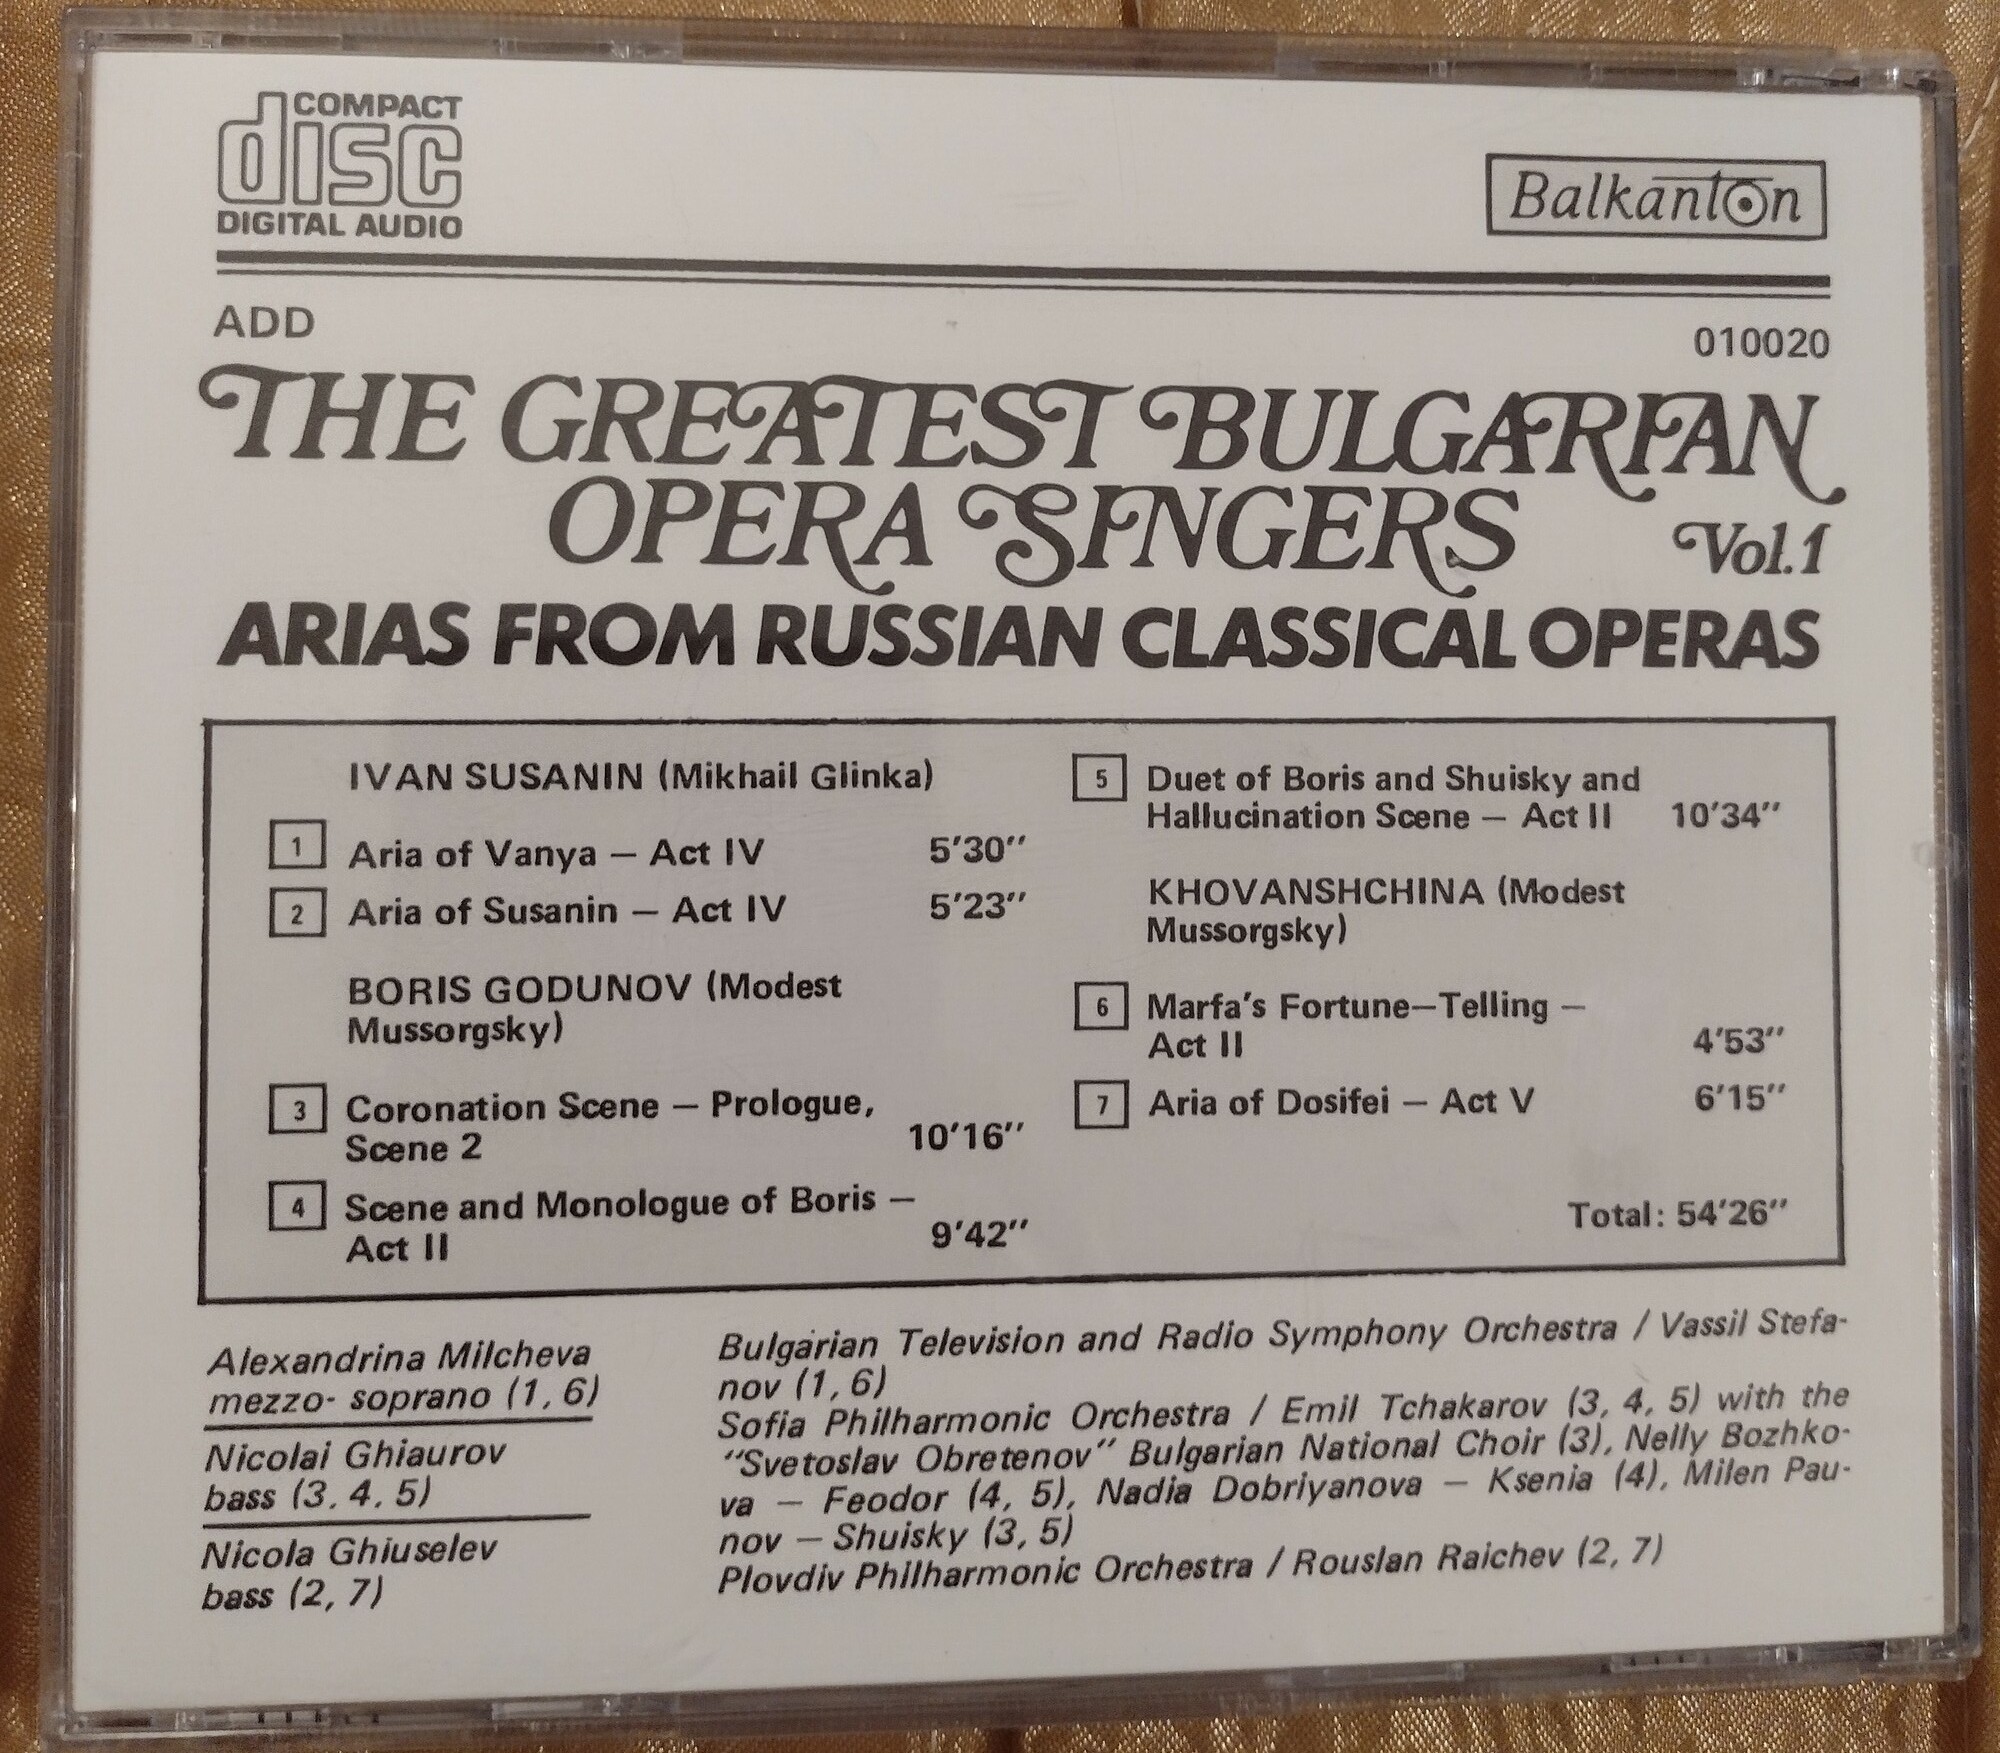 COMPACT
disc
DIGITAL AUDIO
Balkanton
ADD
010020
THE GREATEST BULGARIAN
OPERA SINGERS
Vol.1
ARIAS FROM RUSSIAN CLASSICAL OPERAS
IVAN SUSANIN (Mikhail Glinka)
1 Aria of Vanya – Act IV 5'30''
2 Aria of Susanin – Act IV 5'23''
BORIS GODUNOV (Modest
Mussorgsky)
3 Coronation Scene – Prologue,
Scene 2 10'16''
4 Scene and Monologue of Boris –
Act II 9'42''
5 Duet of Boris and Shuisky and
Hallucination Scene – Act II 10'34''
KHOVANSHCHINA (Modest
Mussorgsky)
6 Marfa's Fortune–Telling –
Act II 4'53''
7 Aria of Dosifei – Act V 6'15''
Total: 54'26''
Alexandrina Milcheva
mezzo- soprano (1, 6)
Nicolai Ghiaurov
bass (3, 4, 5)
Nicola Ghiuselev
bass (2, 7)
Bulgarian Television and Radio Symphony Orchestra / Vassil Stefa-
nov (1, 6)
Sofia Philharmonic Orchestra / Emil Tchakarov (3, 4, 5) with the
''Svetoslav Obretenov'' Bulgarian National Choir (3), Nelly Bozhko-
va – Feodor (4, 5), Nadia Dobriyanova – Ksenia (4), Milen Pau-
nov – Shuisky (3, 5)
Plovdiv Philharmonic Orchestra / Rouslan Raichev (2, 7)